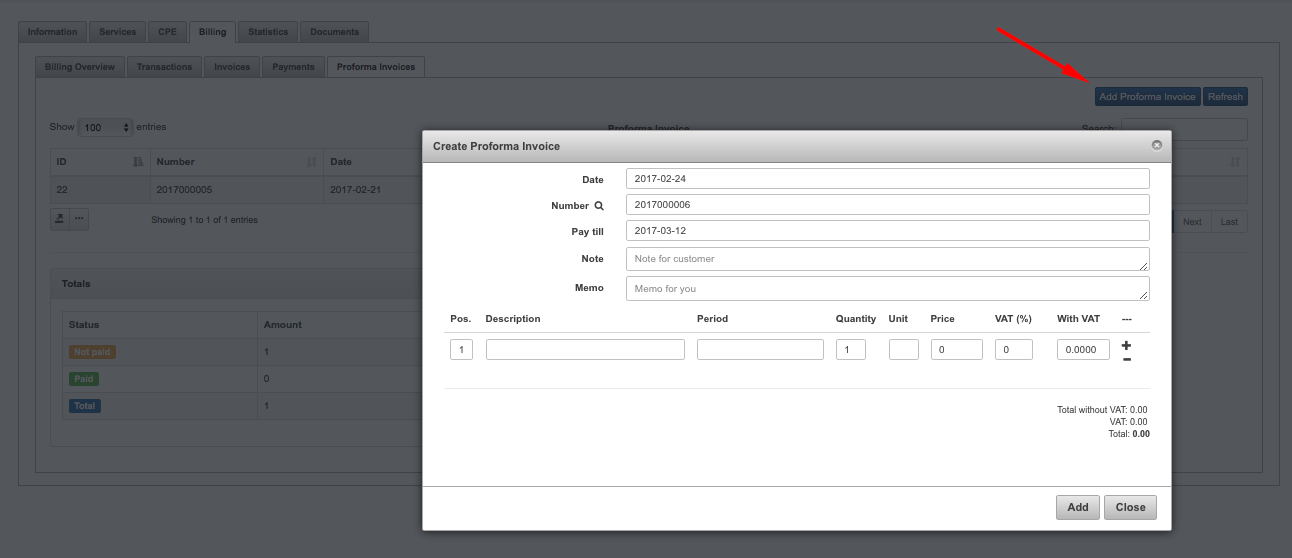 Information Services CPE Billing Statistics Documents
Billing Overview Transactions Invoices Payments Proforma Invoices
Add Proforma Invoice Refresh
Show 100 entries Proforma Invoice Search:
ID Number Date
22 2017000005 2017-02-21
Showing 1 to 1 of 1 entries Next Last
Totals
Status Amount
Not paid 1
Paid 0
Total 1
Create Proforma Invoice
Date 2017-02-24
Number 2017000006
Pay till 2017-03-12
Note Note for customer
Memo Memo for you
Pos. Description Period Quantity Unit Price VAT (%) With VAT ---
1 1 0 0 0.0000
Total without VAT: 0.00
VAT: 0.00
Total: 0.00
Add Close